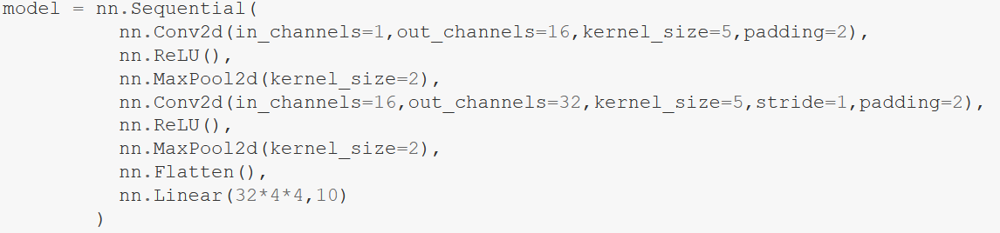 model = nn.Sequential(
nn.Conv2d(in_channels=1,out_channels=16,kernel_size=5,padding=2),
nn.ReLU(),
nn.MaxPool2d(kernel_size=2),
nn.Conv2d(in_channels=16,out_channels=32,kernel_size=5,stride=1,padding=2),
nn.ReLU(),
nn.MaxPool2d(kernel_size=2),
nn.Flatten(),
nn.Linear(32*4*4,10)
)